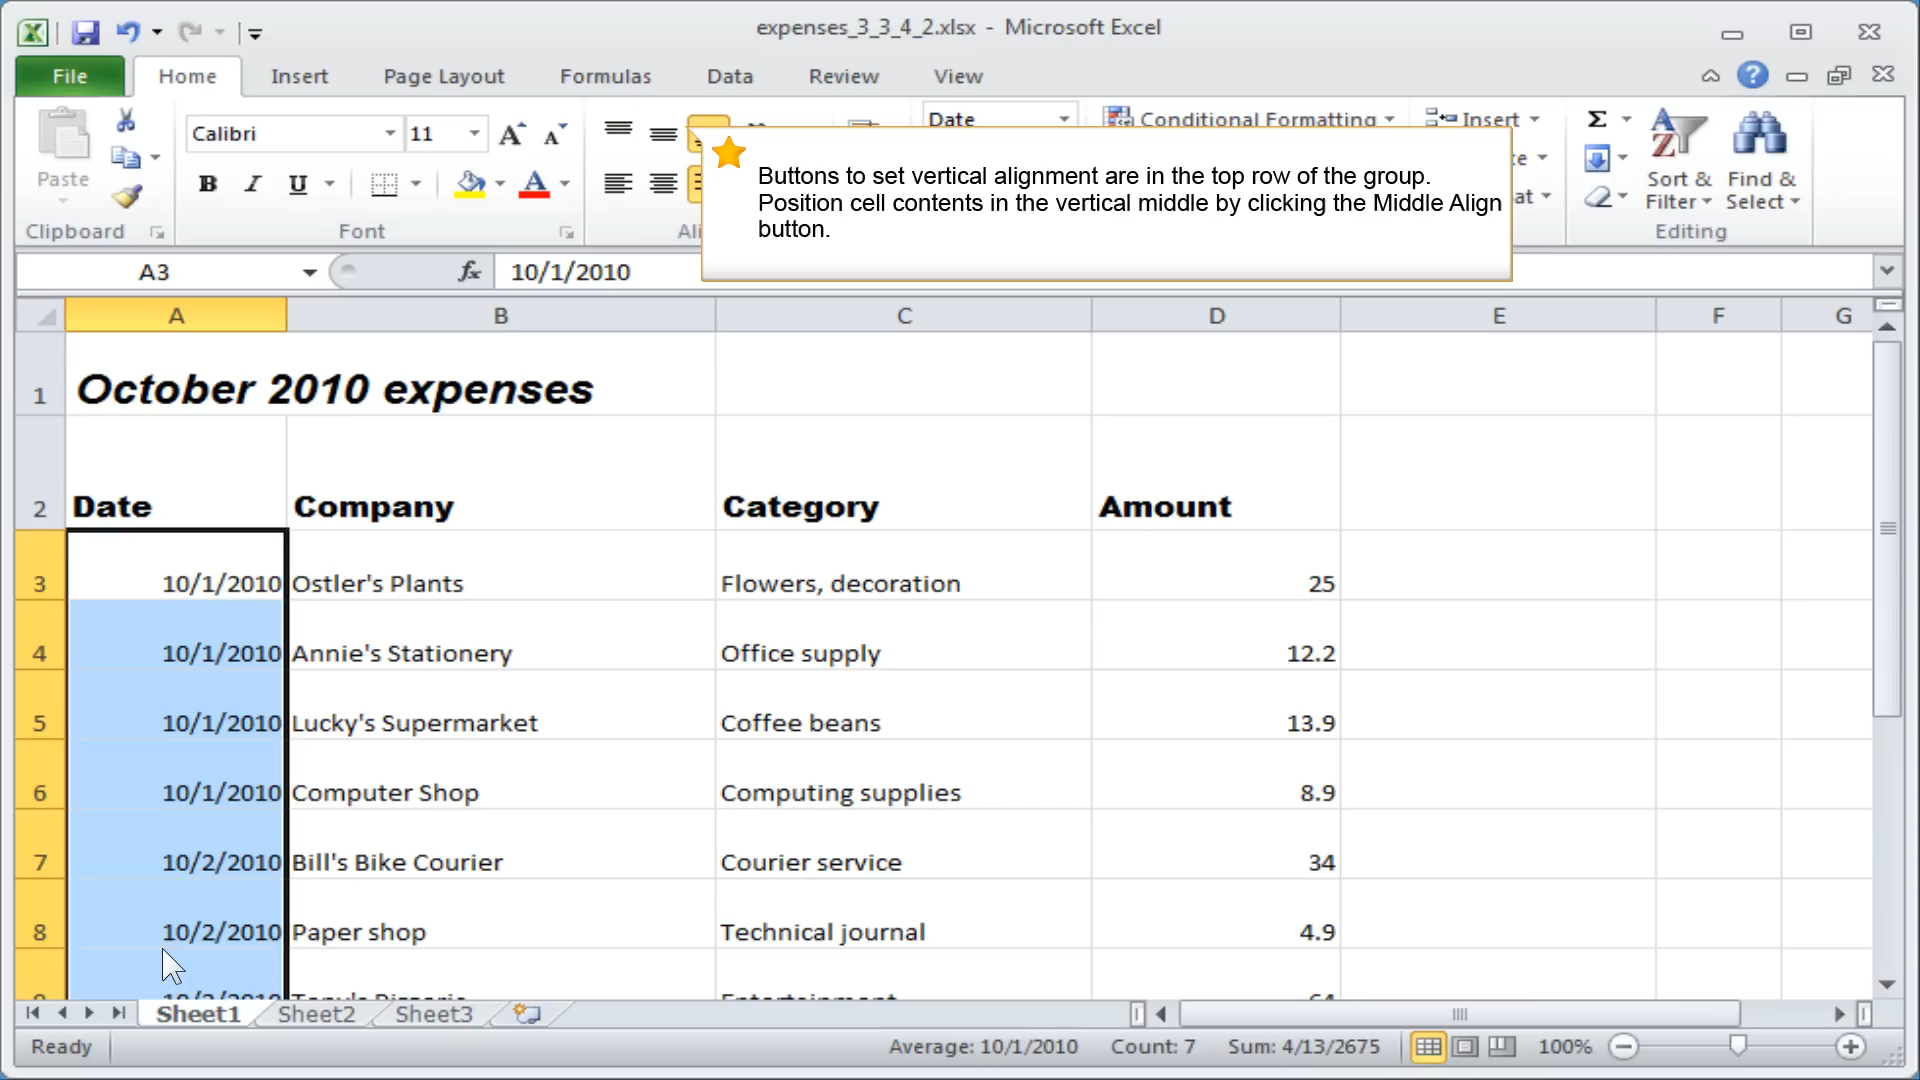 expenses_3_3_4_2.xlsx - Microsoft Excel
File Home Insert Page Layout Formulas Data Review View
Calibri 11 Date Conditional Formatting Insert Σ
Paste B I U A Sort & Filter Find & Select
Clipboard Font Editing
Buttons to set vertical alignment are in the top row of the group.
Position cell contents in the vertical middle by clicking the Middle Align
button.
A3 fx 10/1/2010
A B C D E F G
1 October 2010 expenses
2 Date Company Category Amount
3 10/1/2010 Ostler's Plants Flowers, decoration 25
4 10/1/2010 Annie's Stationery Office supply 12.2
5 10/1/2010 Lucky's Supermarket Coffee beans 13.9
6 10/1/2010 Computer Shop Computing supplies 8.9
7 10/2/2010 Bill's Bike Courier Courier service 34
8 10/2/2010 Paper shop Technical journal 4.9
Sheet1 Sheet2 Sheet3
Ready Average: 10/1/2010 Count: 7 Sum: 4/13/2675 100%